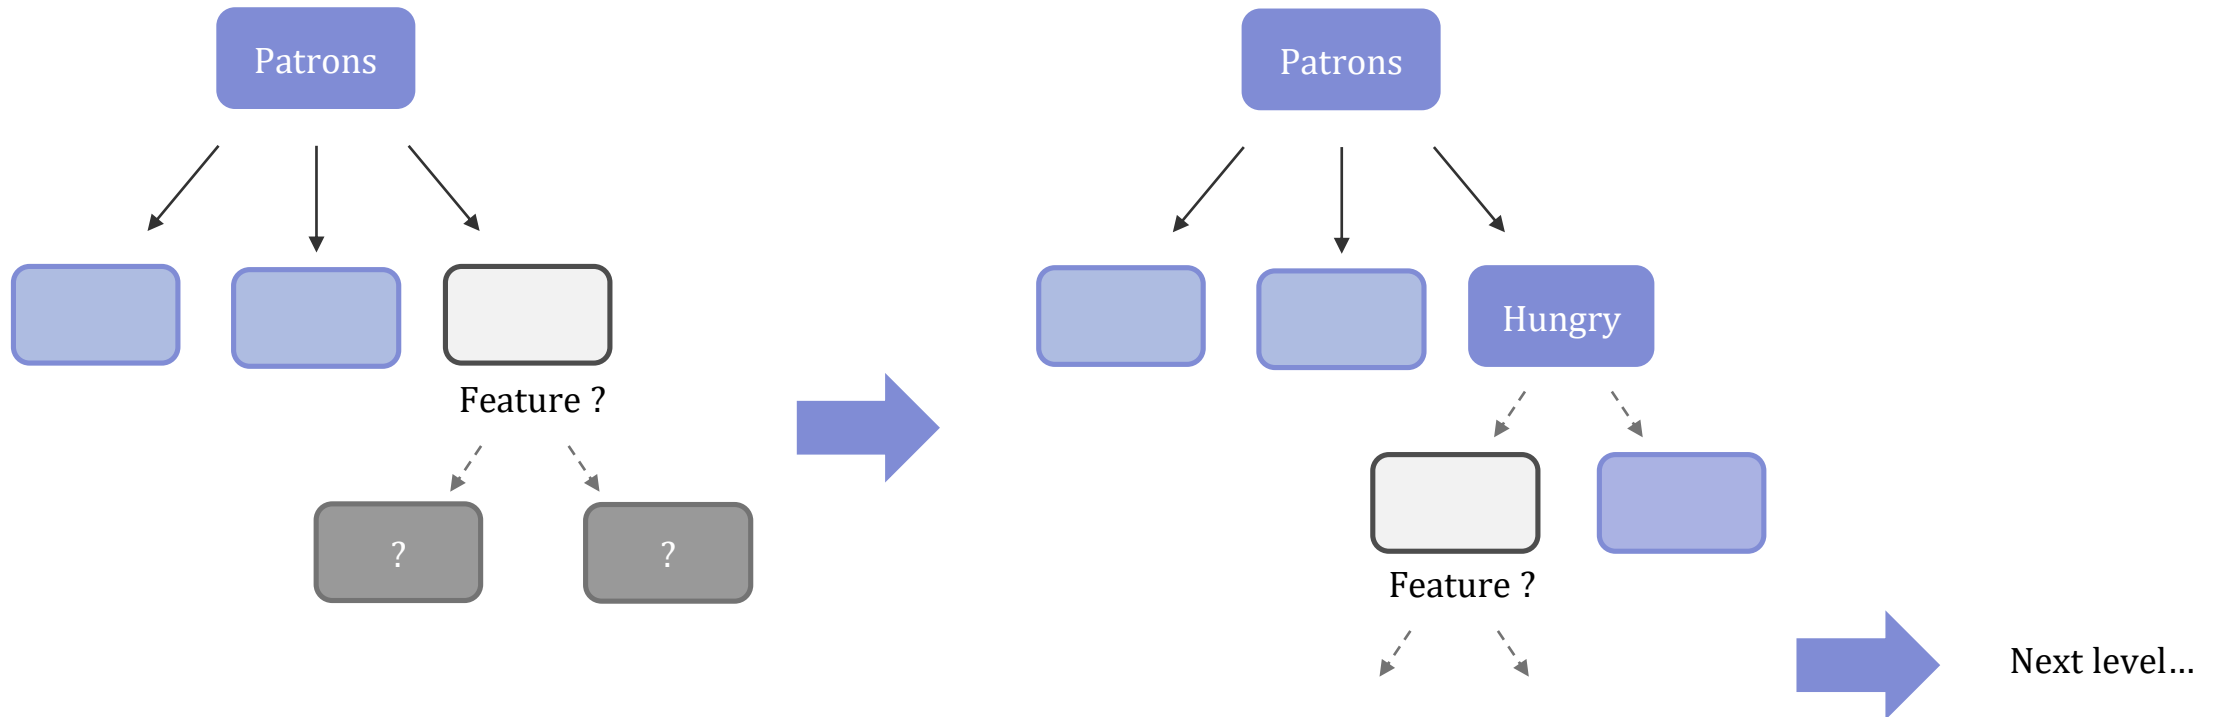 Patrons
Feature ?
?
?
Patrons
Hungry
Feature ?
Next level...